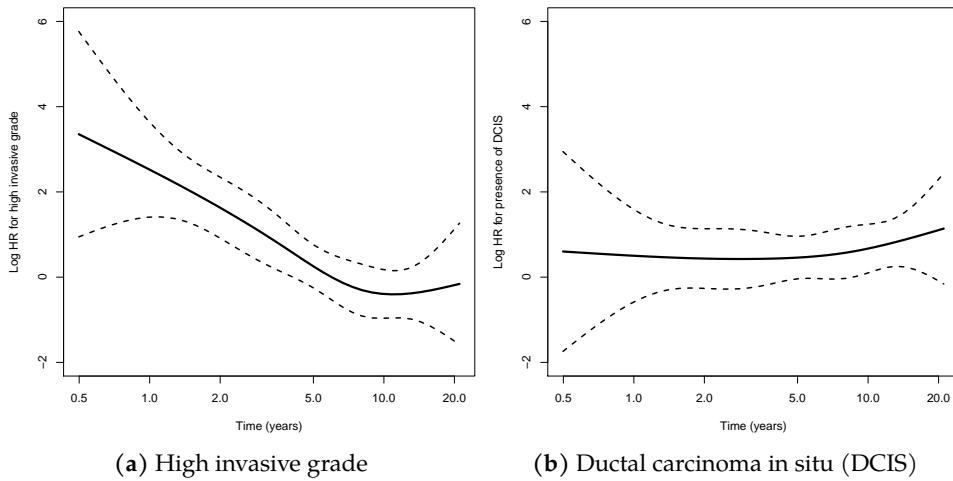 6
4
2
0
−2
Log HR for high invasive grade
0.5 1.0 2.0 5.0 10.0 20.0
Time (years)
(a) High invasive grade
6
4
2
0
−2
Log HR for presence of DCIS
0.5 1.0 2.0 5.0 10.0 20.0
Time (years)
(b) Ductal carcinoma in situ (DCIS)